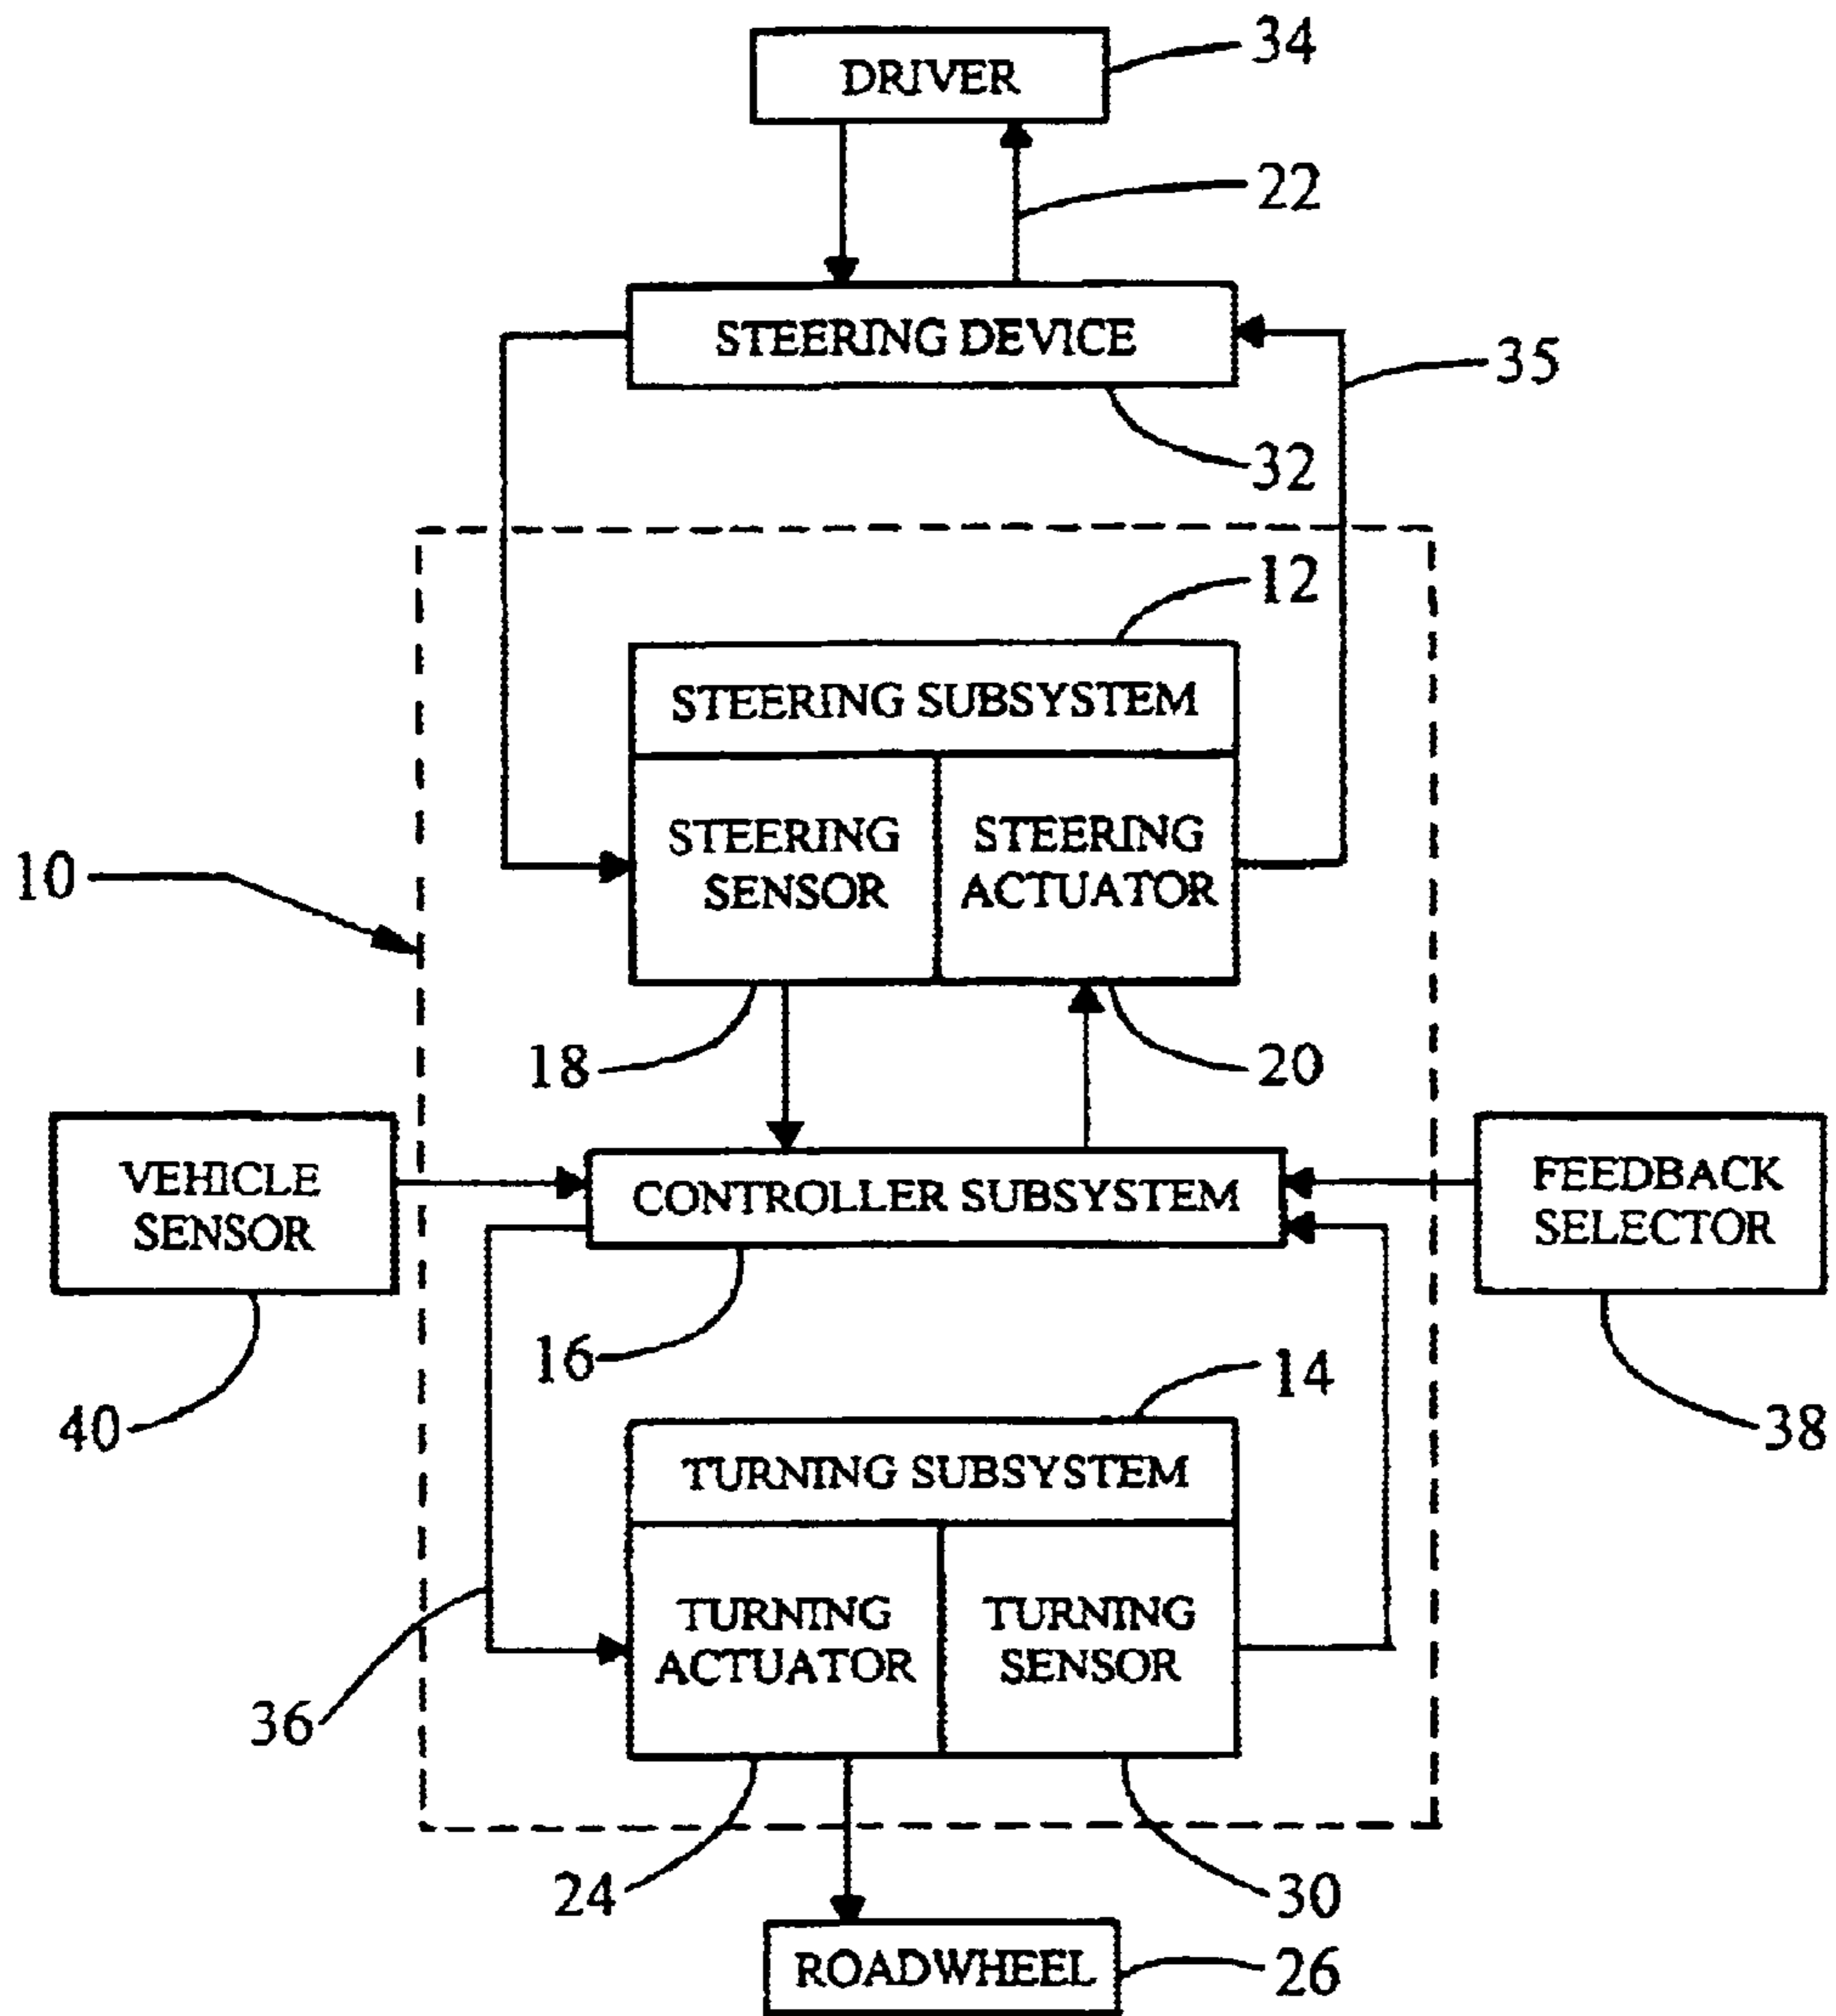 34
DRIVER
22
STEERING DEVICE
35
32
12
STEERING SUBSYSTEM
STEERING
SENSOR
STEERING
ACTUATOR
10
18
20
VEHICLE
SENSOR
CONTROLLER SUBSYSTEM
FEEDBACK
SELECTOR
16
14
40
38
TURNING SUBSYSTEM
TURNING
ACTUATOR
TURNING
SENSOR
36
24
30
ROADWHEEL
26